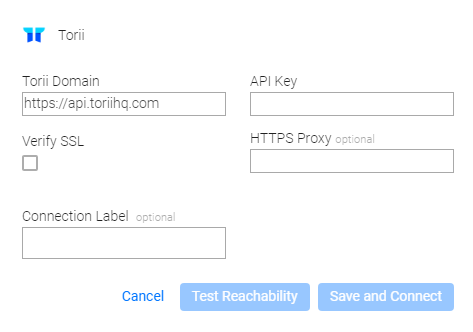 Torii
Torii Domain
API Key
https://api.toriihq.com
Verify SSL
HTTPS Proxy optional
Connection Label optional
Cancel
Test Reachability
Save and Connect